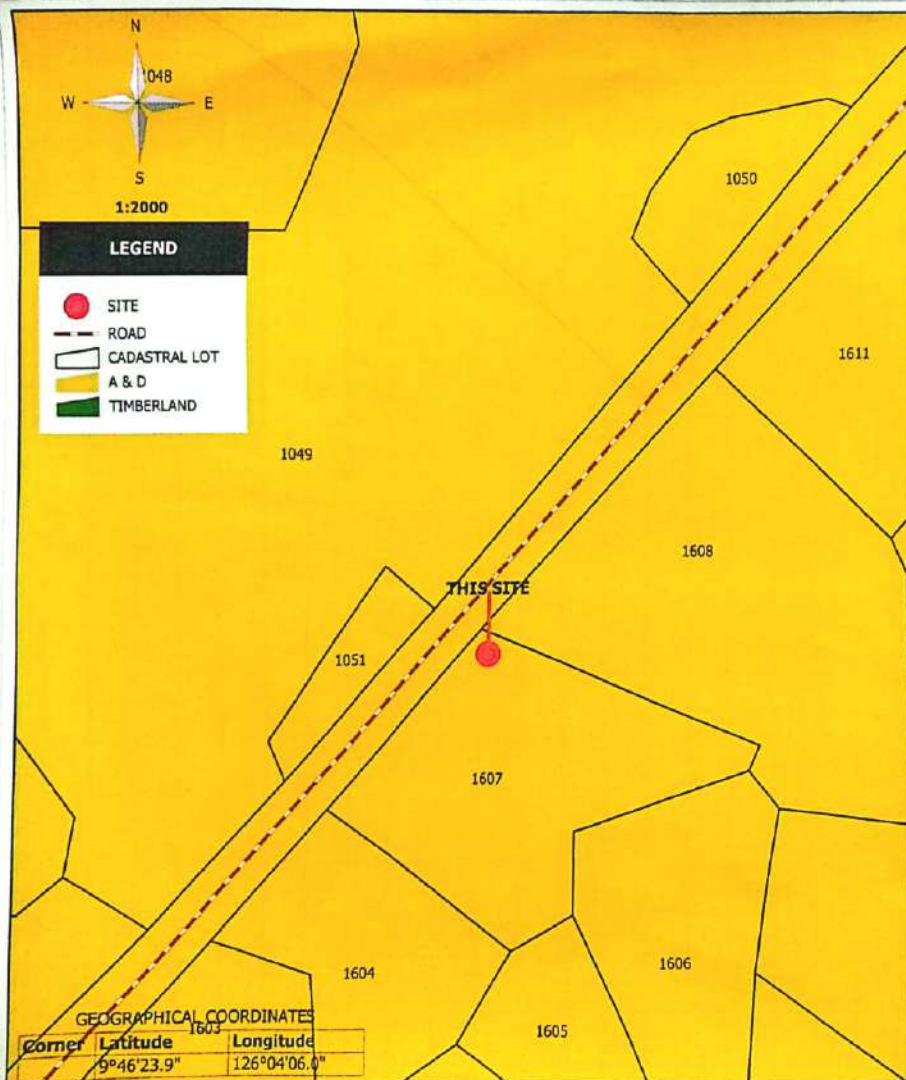 N
1048
W
E
S
1:2000
LEGEND
SITE
ROAD
CADASTRAL LOT
A & D
TIMBERLAND
1050
1611
1049
1608
THIS SITE
1051
1607
1604
1606
1605
GEOGRAPHICAL COORDINATES
1603
Corner Latitude Longitude
9°46'23.9" 126°04'06.0"